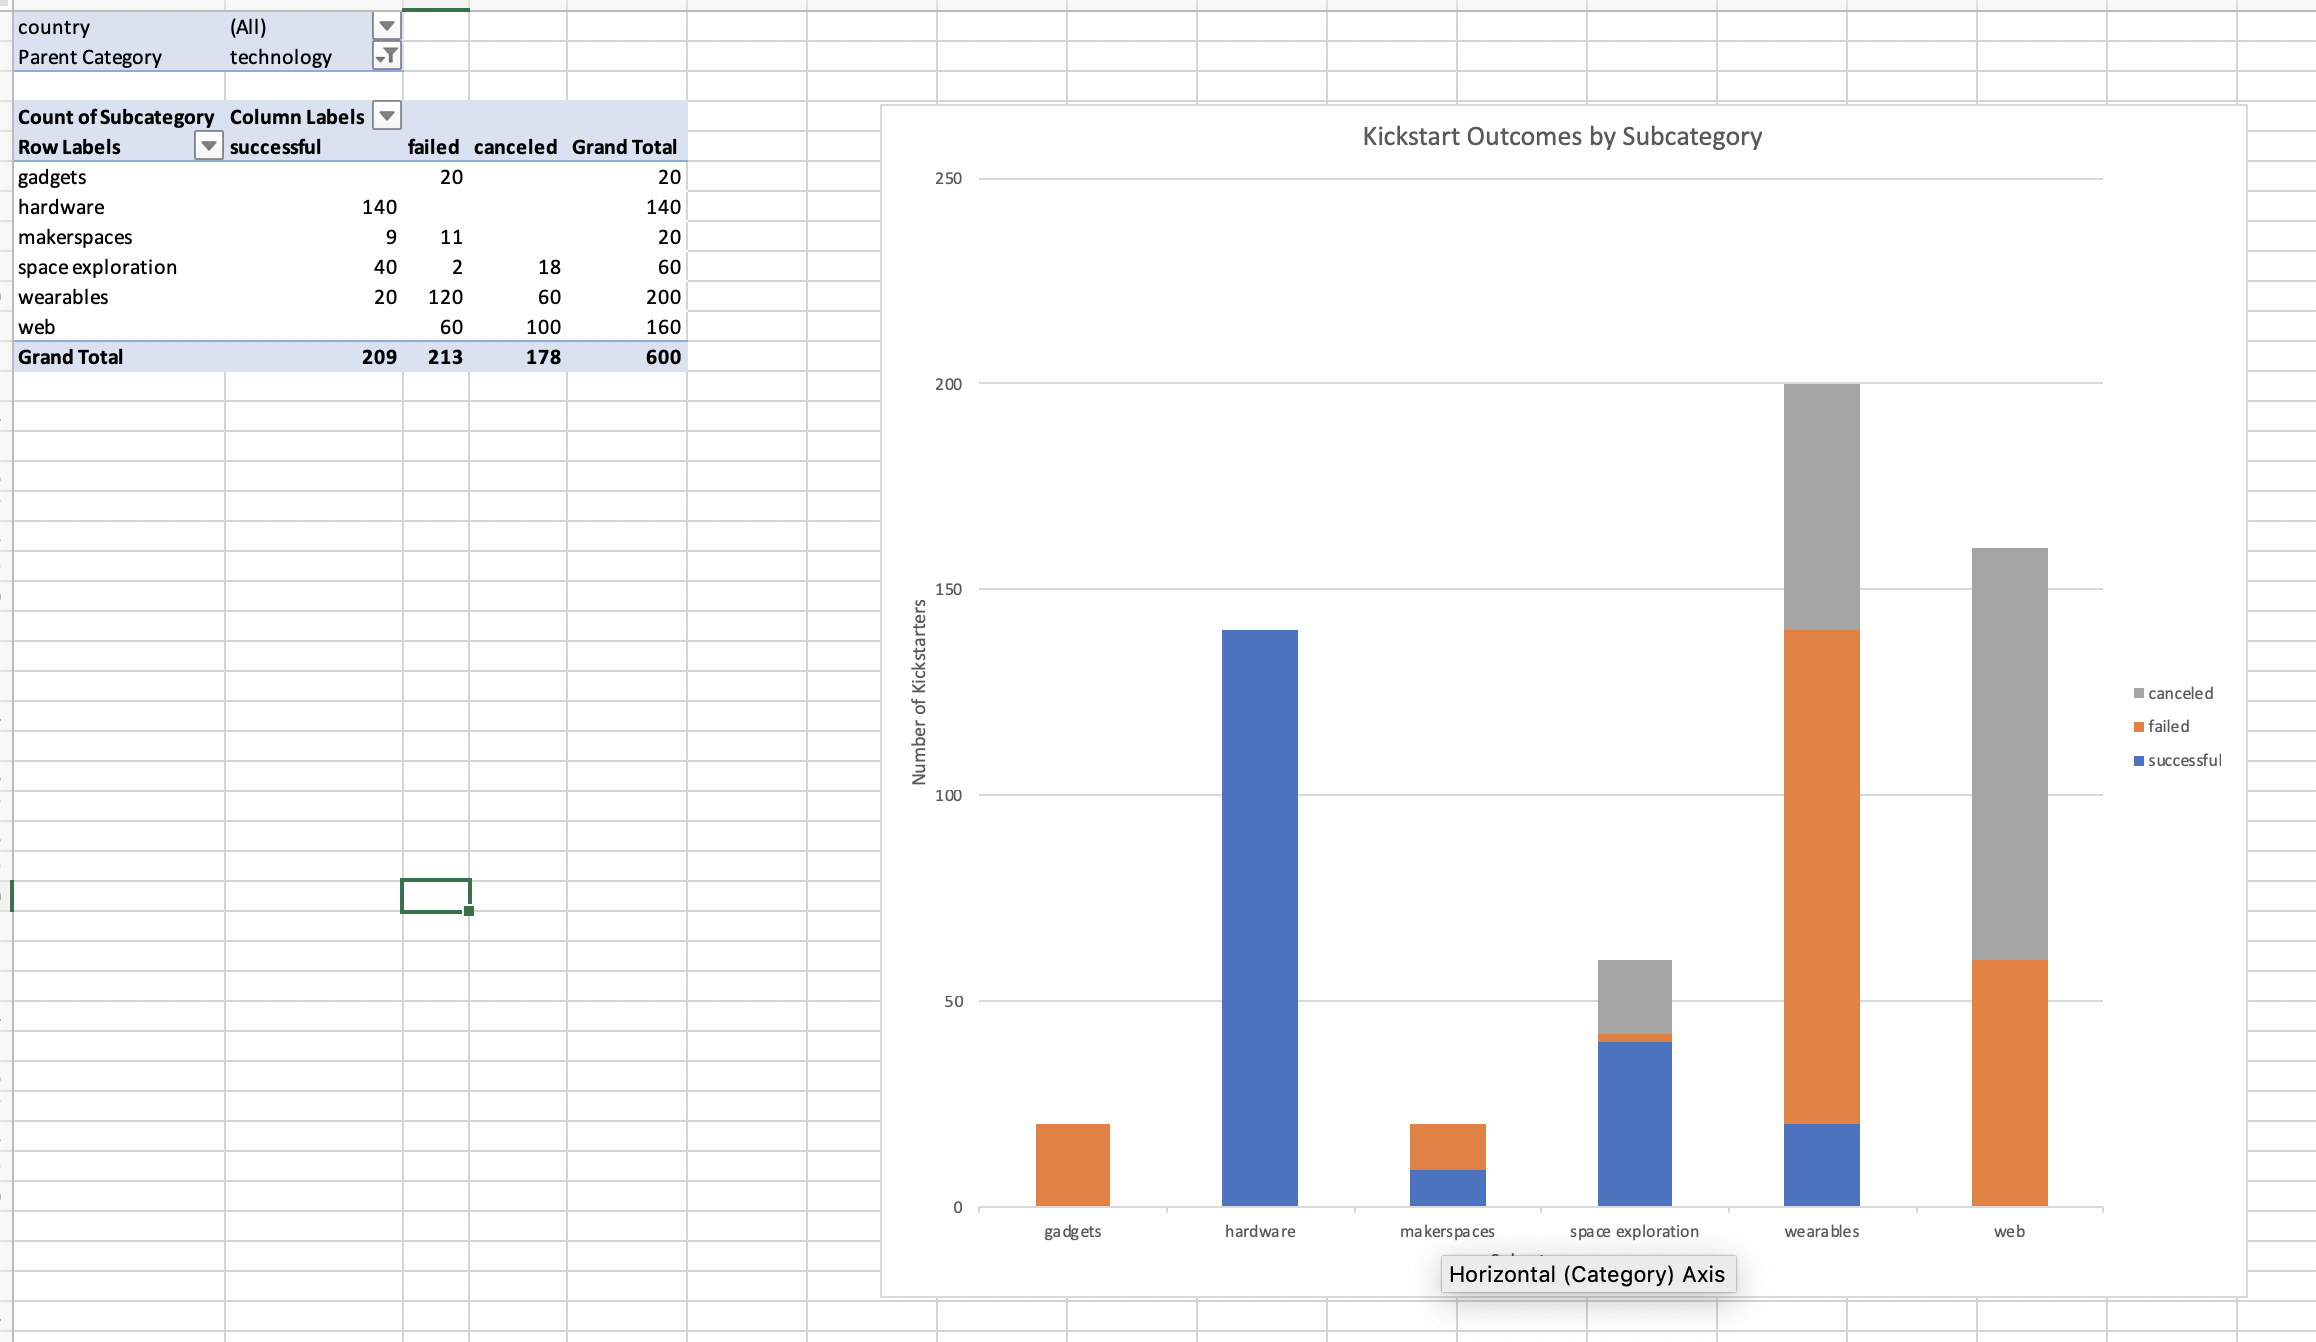 country (All)
Parent Category technology
Count of Subcategory Column Labels
Row Labels successful failed canceled Grand Total
gadgets 20 20
hardware 140 140
makerspaces 9 11 20
space exploration 40 2 18 60
wearables 20 120 60 200
web 60 100 160
Grand Total 209 213 178 600
Kickstart Outcomes by Subcategory
250
200
150
100
50
0
Number of Kickstarters
gadgets hardware makerspaces space exploration wearables web
Horizontal (Category) Axis
canceled
failed
successful